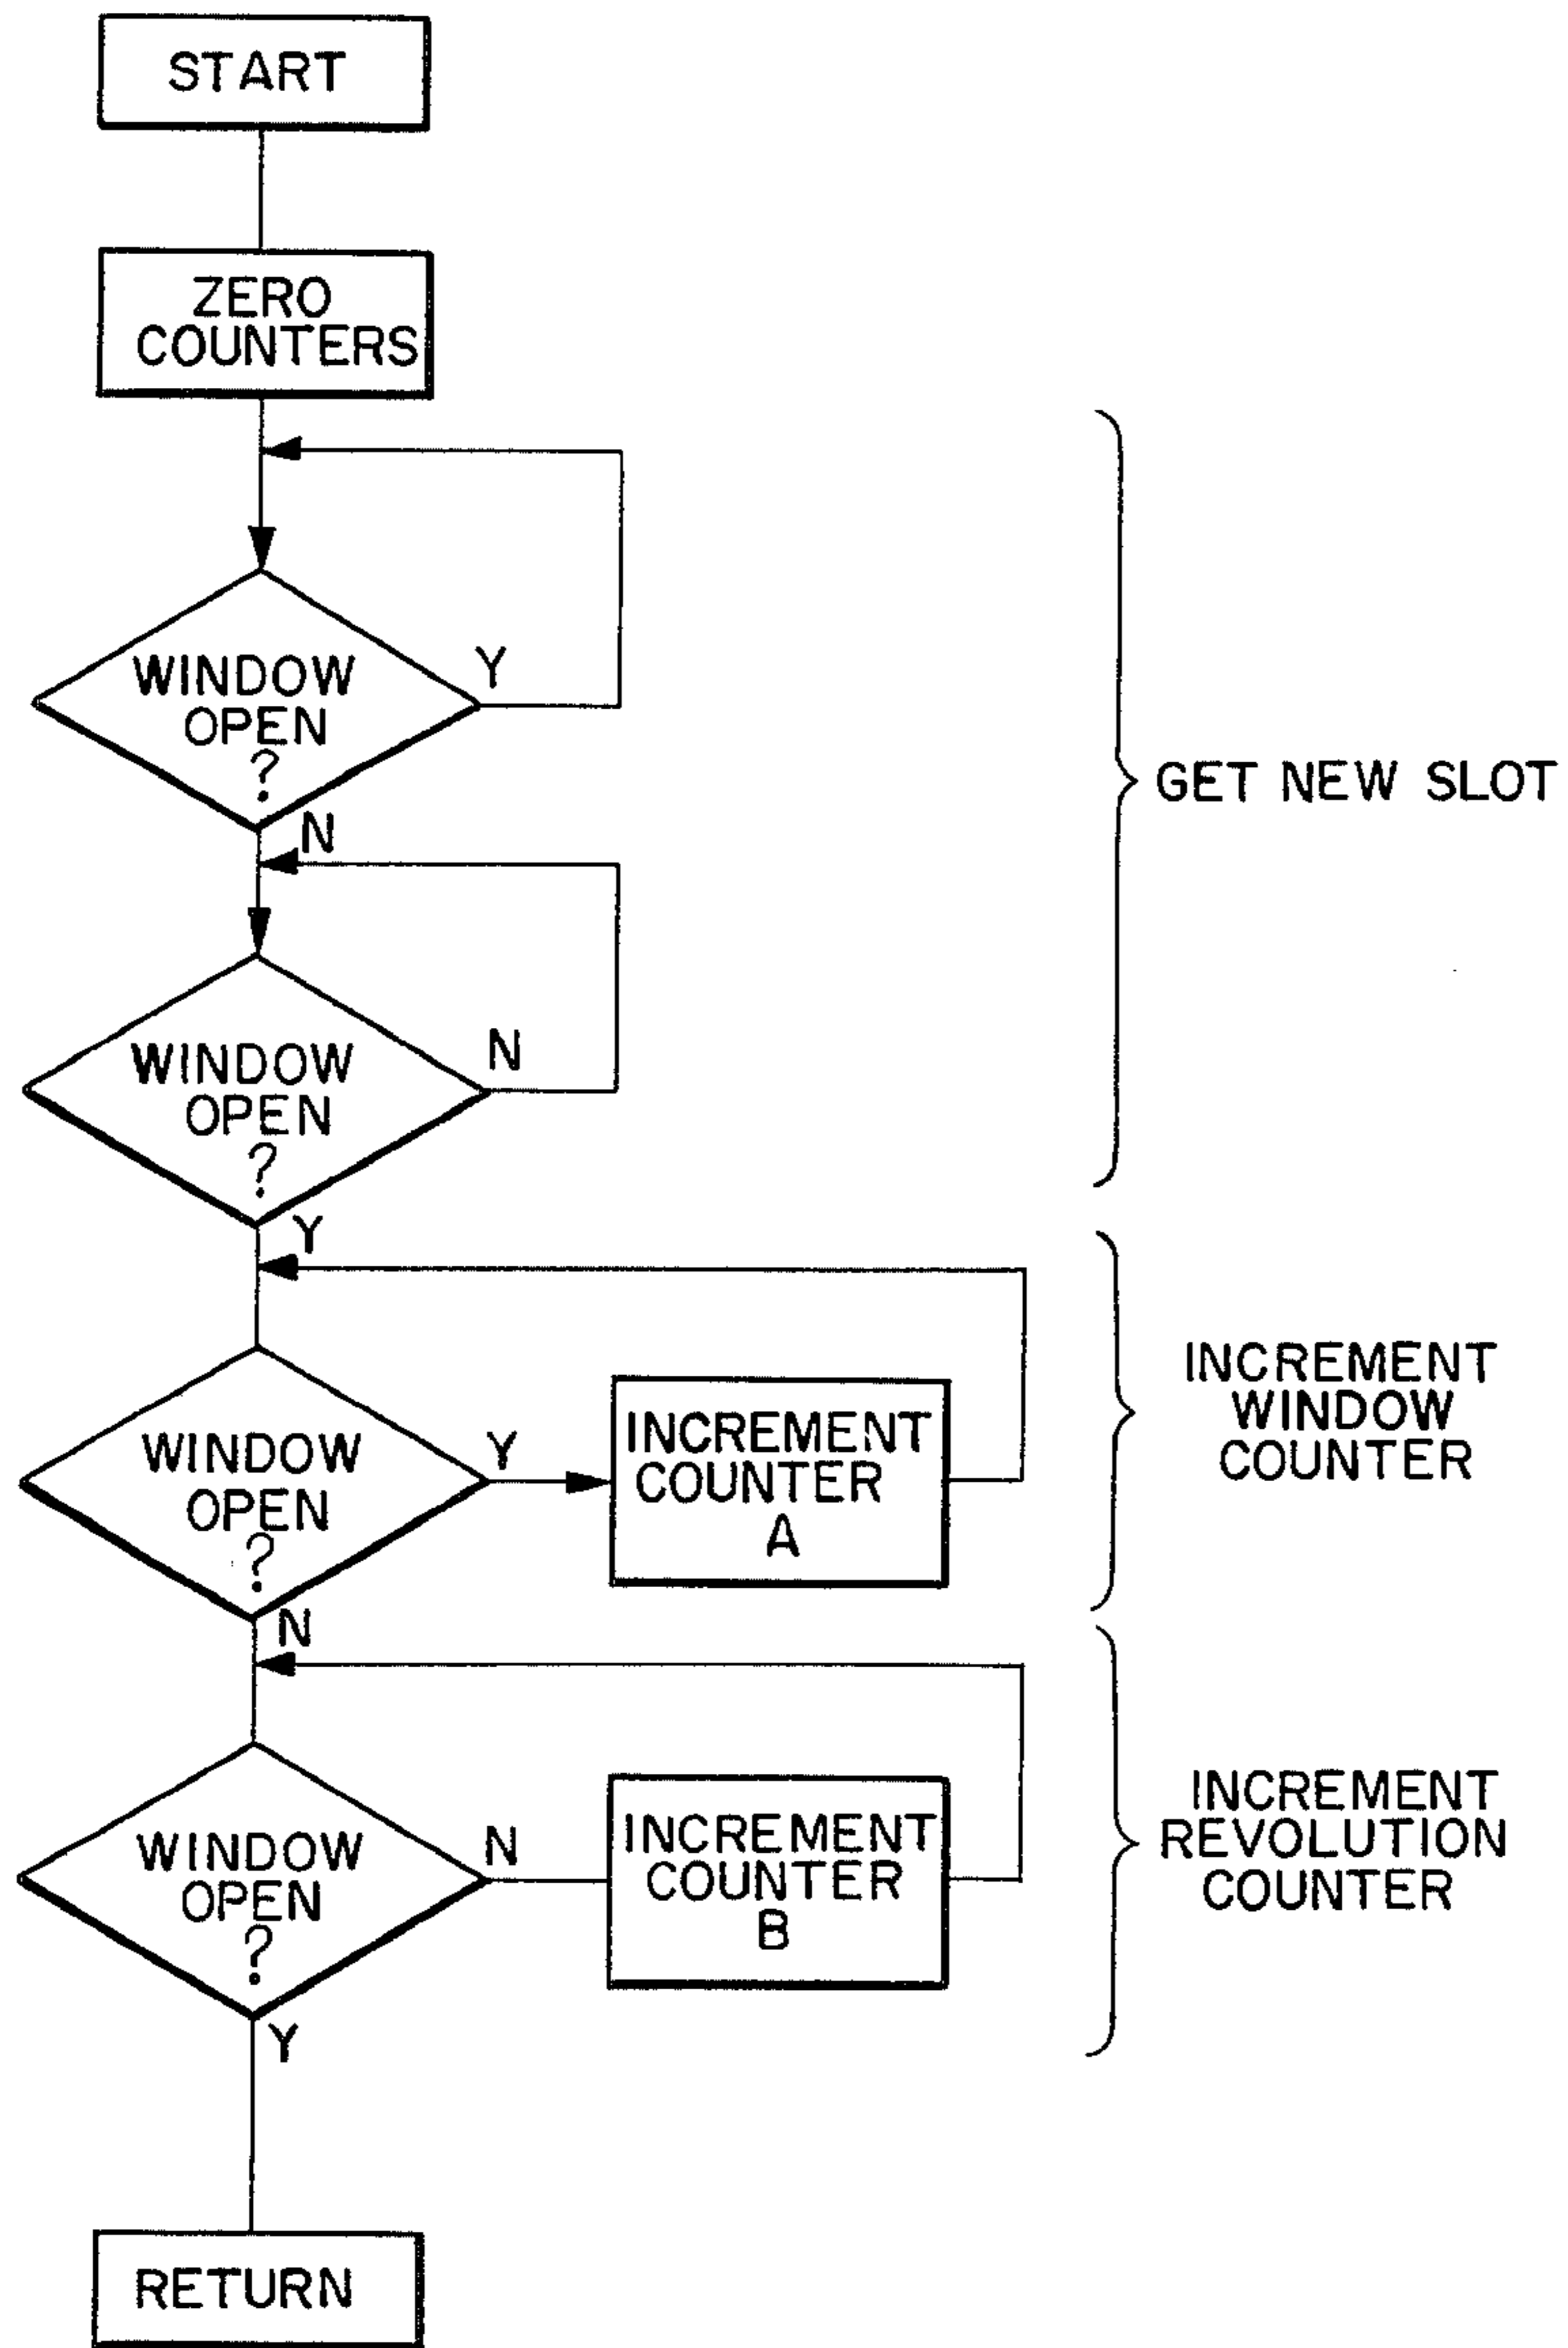 START
ZERO
COUNTERS
WINDOW
OPEN
?
Y
N
GET NEW SLOT
WINDOW
OPEN
?
N
Y
WINDOW
OPEN
?
Y
N
INCREMENT
COUNTER
A
INCREMENT
WINDOW
COUNTER
WINDOW
OPEN
?
N
Y
INCREMENT
COUNTER
B
INCREMENT
REVOLUTION
COUNTER
RETURN